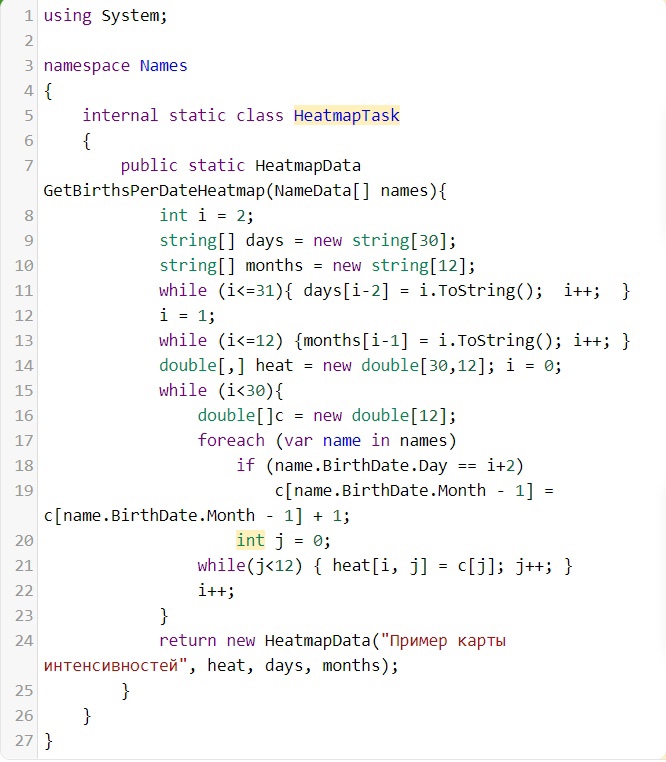 1 using System;
2
3 namespace Names
4 {
5     internal static class HeatmapTask
6     {
7         public static HeatmapData
GetBirthsPerDateHeatmap(NameData[] names){
8             int i = 2;
9             string[] days = new string[30];
10             string[] months = new string[12];
11             while (i<=31){ days[i-2] = i.ToString();  i++;  }
12             i = 1;
13             while (i<=12) {months[i-1] = i.ToString(); i++; }
14             double[,] heat = new double[30,12]; i = 0;
15             while (i<30){
16                 double[]c = new double[12];
17                 foreach (var name in names)
18                     if (name.BirthDate.Day == i+2)
19                         c[name.BirthDate.Month - 1] =
c[name.BirthDate.Month - 1] + 1;
20                     int j = 0;
21                 while(j<12) { heat[i, j] = c[j]; j++; }
22                 i++;
23             }
24             return new HeatmapData("Пример карты
интенсивностей", heat, days, months);
25         }
26     }
27 }